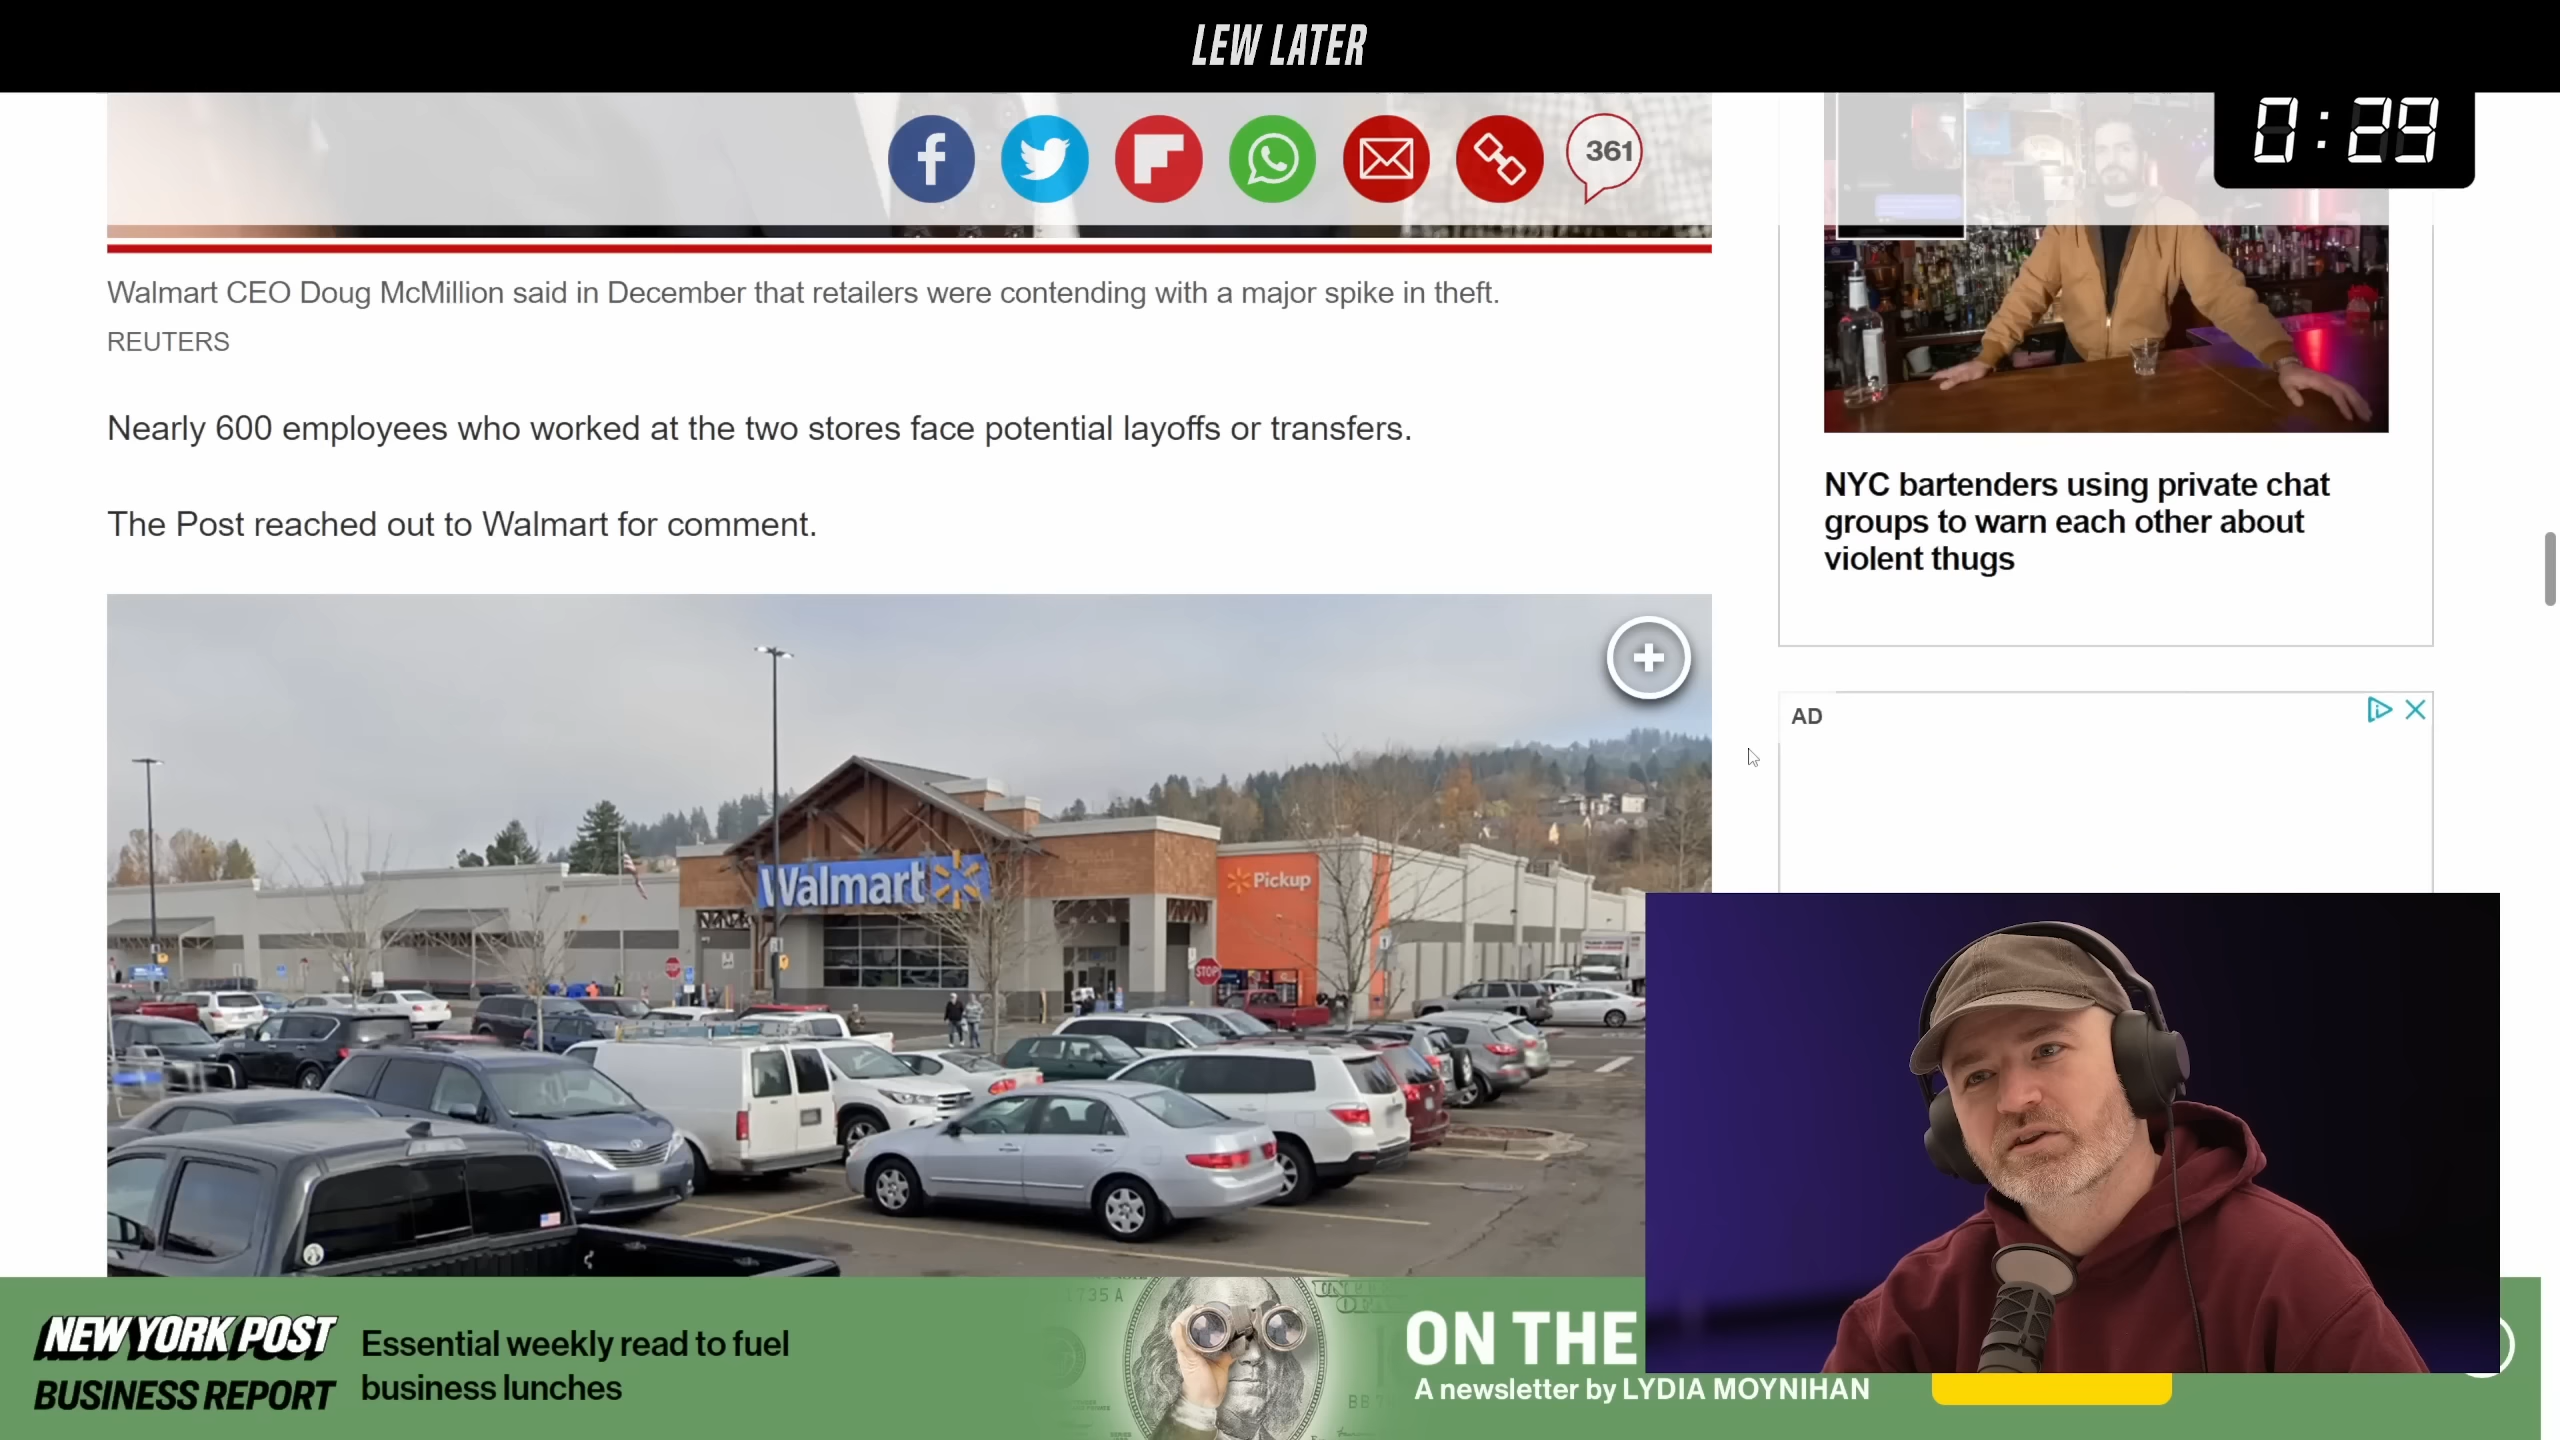 LEW LATER
0:29
361
Walmart CEO Doug McMillion said in December that retailers were contending with a major spike in theft.
REUTERS
Nearly 600 employees who worked at the two stores face potential layoffs or transfers.
The Post reached out to Walmart for comment.
NYC bartenders using private chat
groups to warn each other about
violent thugs
AD
Walmart
Pickup
STOP
NEW YORK POST
BUSINESS REPORT
Essential weekly read to fuel
business lunches
1735 A
ON THE
A newsletter by LYDIA MOYNIHAN